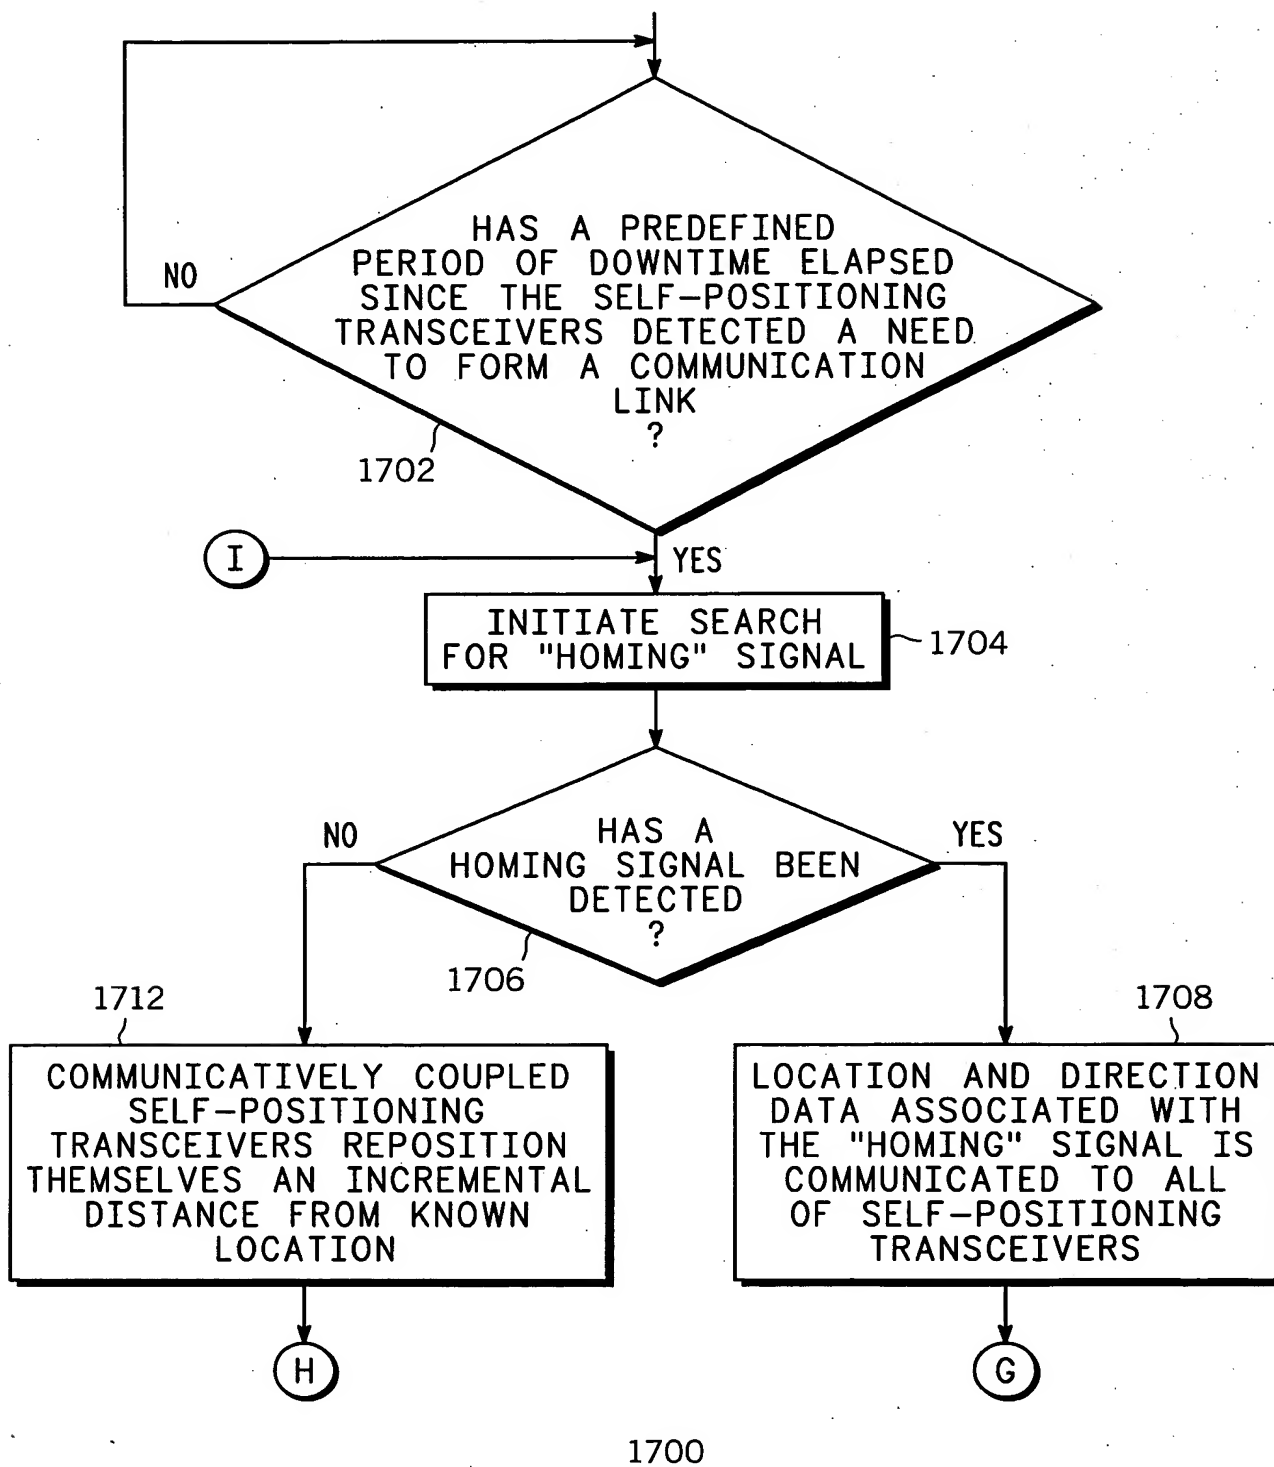 HAS A PREDEFINED
PERIOD OF DOWNTIME ELAPSED
SINCE THE SELF-POSITIONING
TRANSCEIVERS DETECTED A NEED
TO FORM A COMMUNICATION
LINK
?
NO
1702
I
YES
INITIATE SEARCH
FOR "HOMING" SIGNAL
1704
NO
YES
HAS A
HOMING SIGNAL BEEN
DETECTED
?
1706
1712
1708
COMMUNICATIVELY COUPLED
SELF-POSITIONING
TRANSCEIVERS REPOSITION
THEMSELVES AN INCREMENTAL
DISTANCE FROM KNOWN
LOCATION
LOCATION AND DIRECTION
DATA ASSOCIATED WITH
THE "HOMING" SIGNAL IS
COMMUNICATED TO ALL
OF SELF-POSITIONING
TRANSCEIVERS
H
G
1700